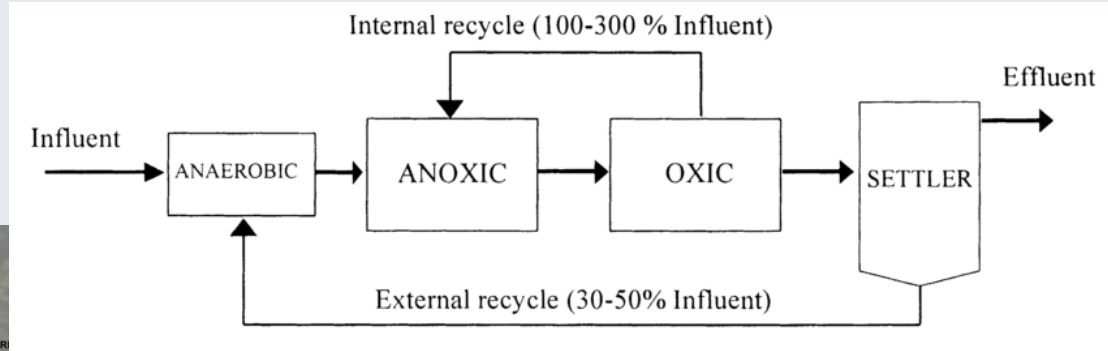 Internal recycle (100-300 % Influent)
Effluent
Influent
ANAEROBIC
ANOXIC
OXIC
SETTLER
External recycle (30-50% Influent)